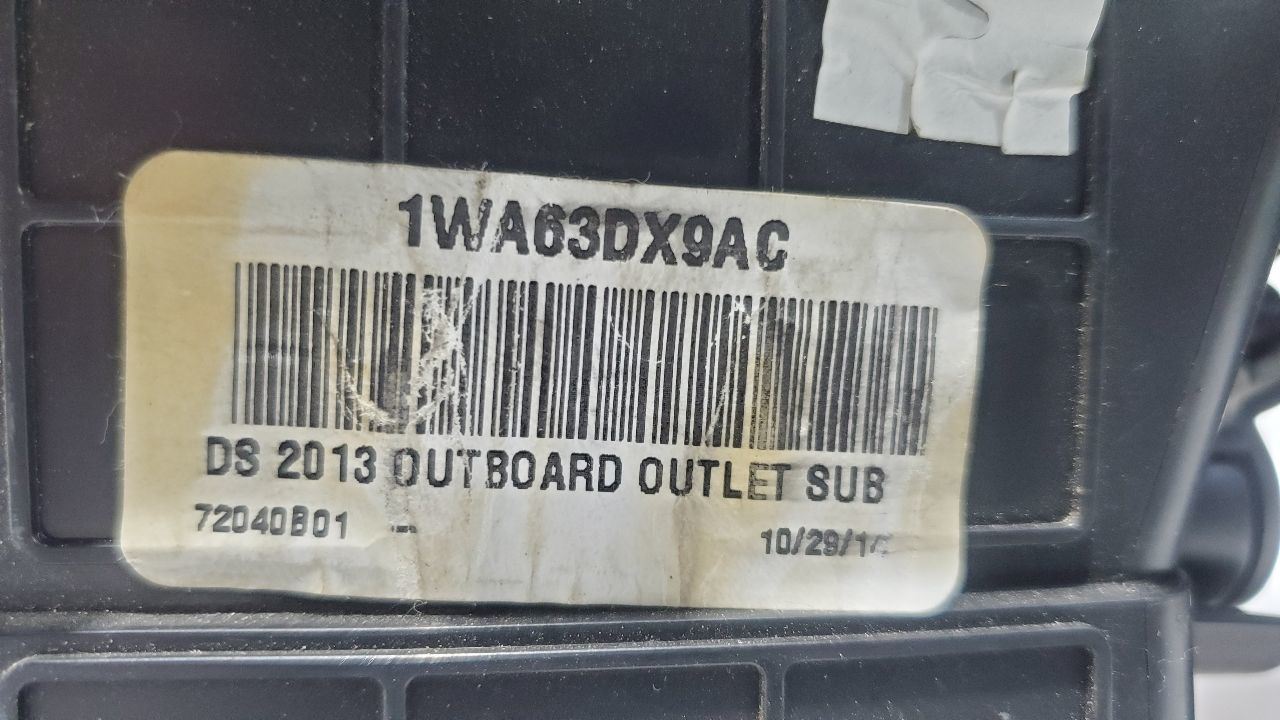 1WA63DX9AC
DS 2013 OUTBOARD OUTLET SUB
72040B01 -